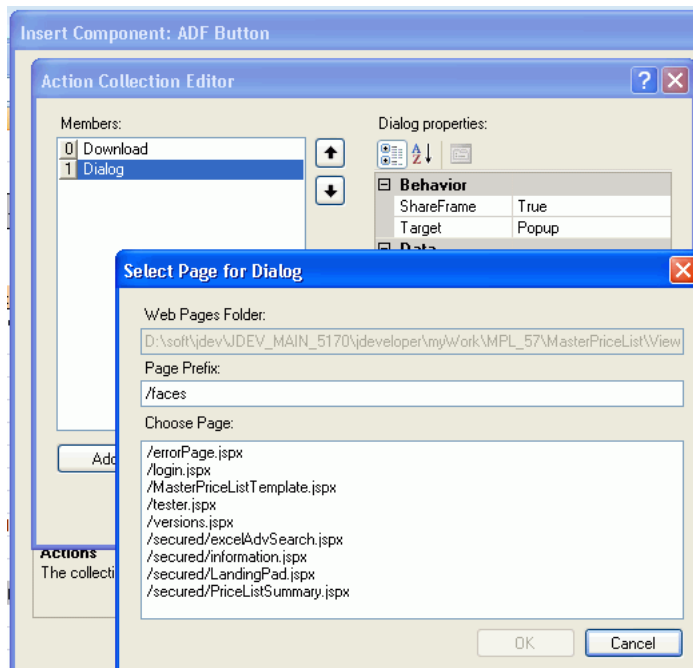 Insert Component: ADF Button
Action Collection Editor
Members:
Dialog properties:
0 Download
1 Dialog
Behavior
ShareFrame True
Target Popup
Data
Select Page for Dialog
Web Pages Folder:
D:\soft\jdev\JDEV_MAIN_5170\jdeveloper\myWork\MPL_57\MasterPriceList\View
Page Prefix:
/faces
Choose Page:
/errorPage.jspx
/login.jspx
/MasterPriceListTemplate.jspx
/tester.jspx
/versions.jspx
/secured/excelAdvSearch.jspx
/secured/information.jspx
/secured/LandingPad.jspx
/secured/PriceListSummary.jspx
Add
Actions
The collecti
OK Cancel